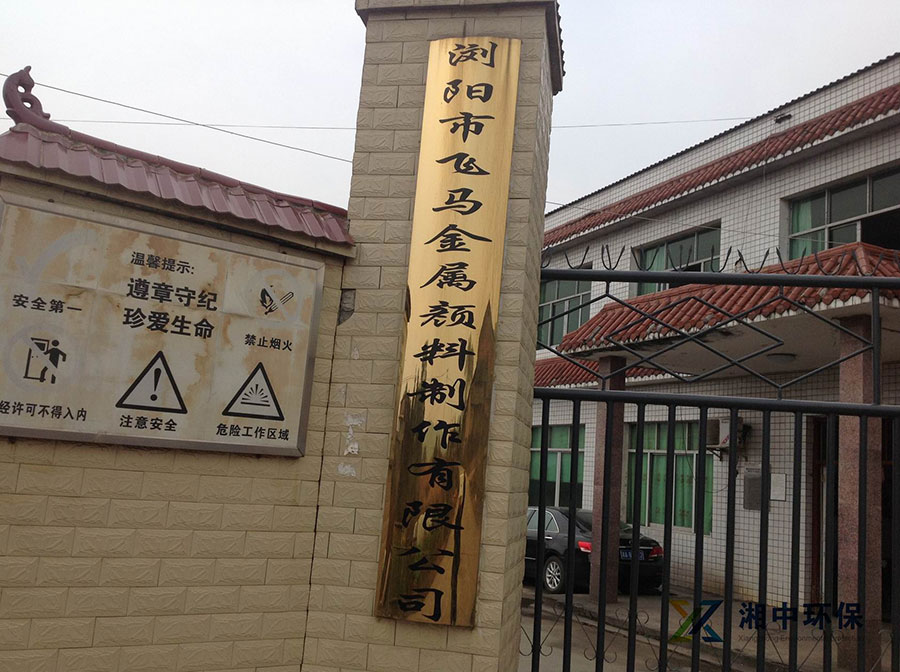 浏阳市飞马金属颜料制作有限公司
温馨提示:
遵章守纪
珍爱生命
安全第一
禁止烟火
经许可不得入内
注意安全
危险工作区域
湘中环保